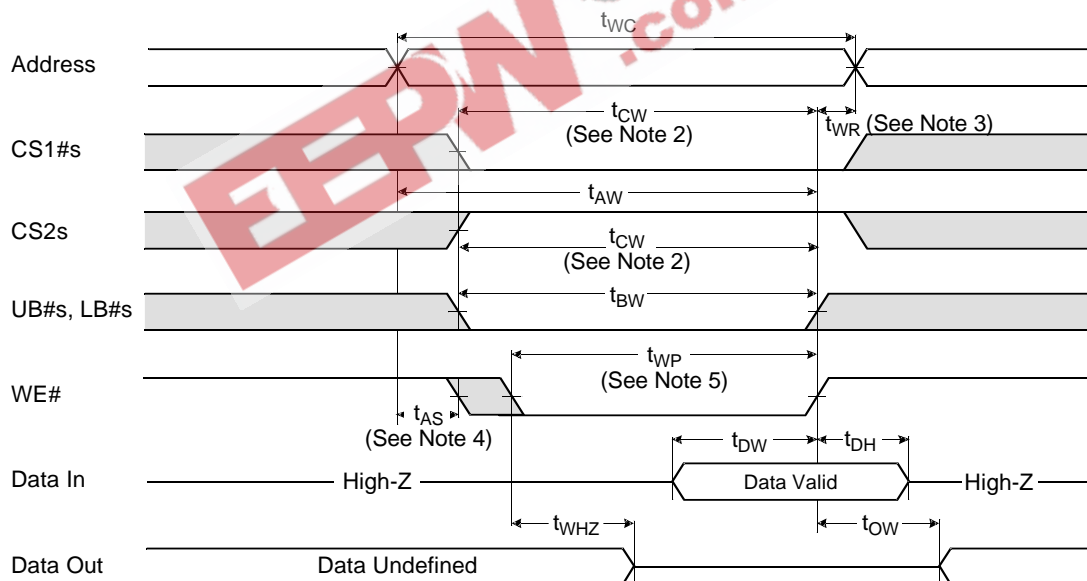 EEPW .com
tWC
Address
tCW
(See Note 2)
tWR (See Note 3)
CS1#s
tAW
CS2s
tCW
(See Note 2)
UB#s, LB#s
tBW
tWP
(See Note 5)
WE#
tAS
(See Note 4)
tDW
tDH
Data In
High-Z
Data Valid
High-Z
tWHZ
tOW
Data Out
Data Undefined